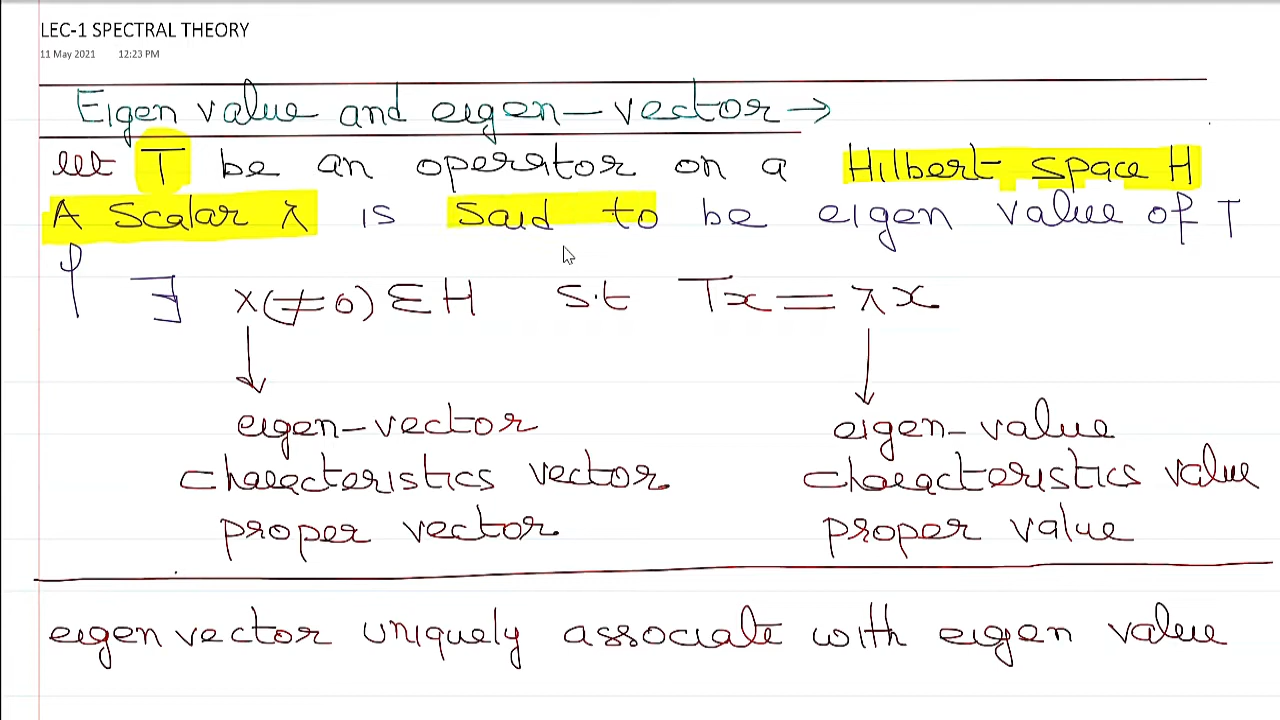 LEC-1 SPECTRAL THEORY
11 May 2021 12:23 PM
Eigen value and eigen-vector →
let T be an operator on a Hilbert space H
A Scalar λ is said to be eigen value of T
if ∃ x(≠0) ∈ H s.t Tx = λx
eigen-vector eigen-value
characteristics vector characteristics value
proper vector proper value
eigen vector uniquely associate with eigen value